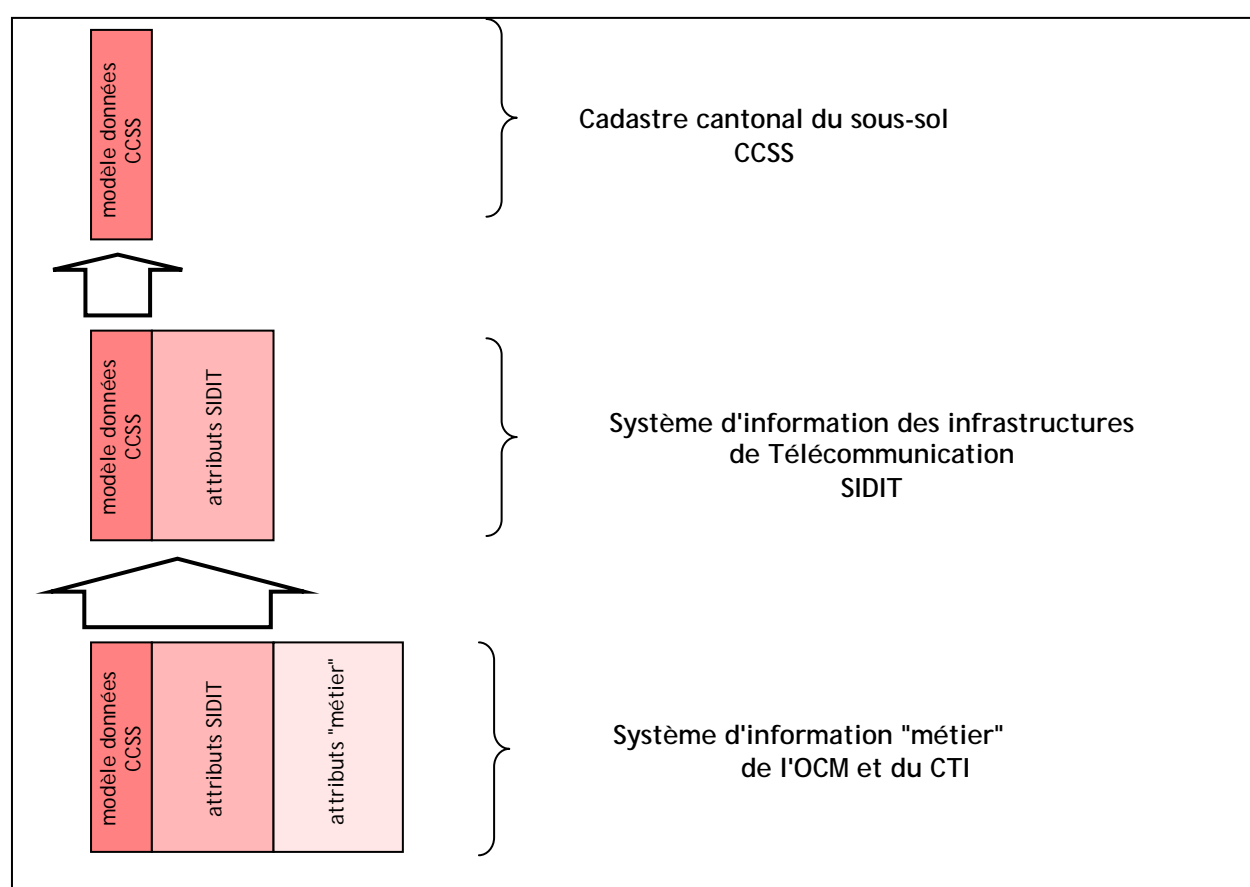 modèle données
CCSS
Cadastre cantonal du sous-sol
CCSS
modèle données
CCSS
attributs SIDIT
Système d'information des infrastructures
de Télécommunication
SIDIT
modèle données
CCSS
attributs SIDIT
attributs "métier"
Système d'information "métier"
de l'OCM et du CTI